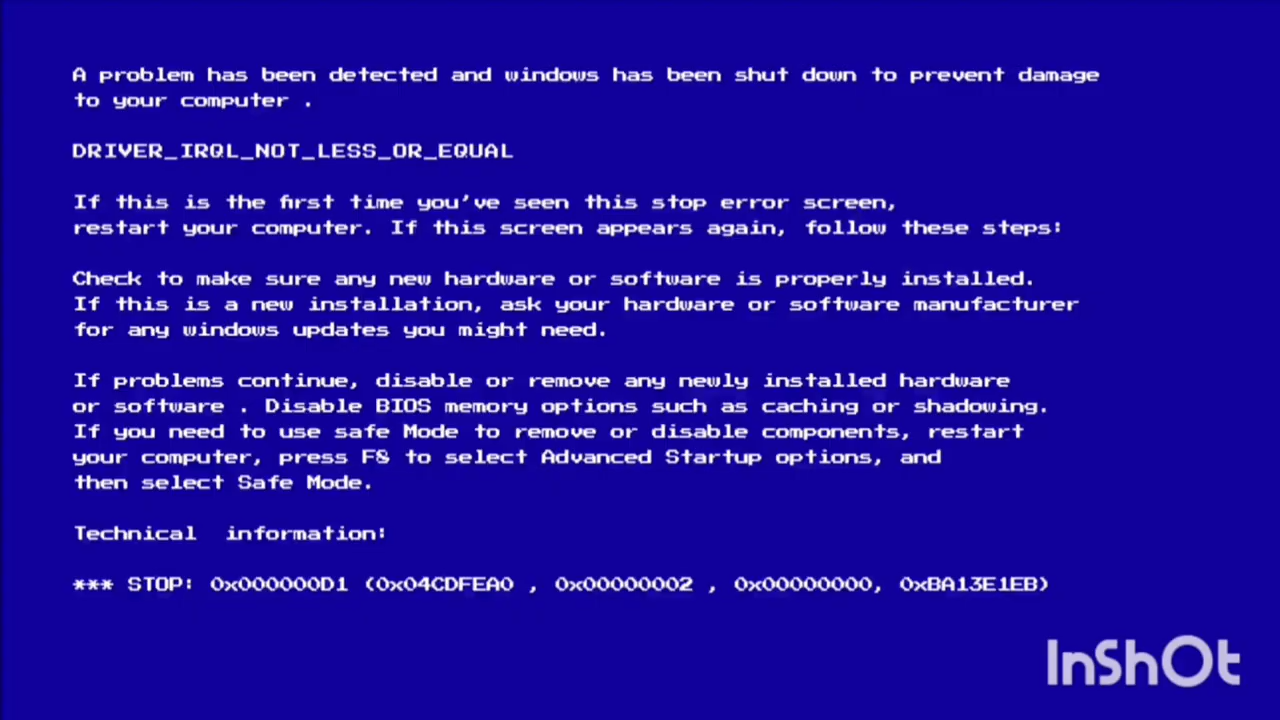 A problem has been detected and windows has been shut down to prevent damage
to your computer .
DRIVER_IRQL_NOT_LESS_OR_EQUAL
If this is the first time you've seen this stop error screen,
restart your computer. If this screen appears again, follow these steps:
Check to make sure any new hardware or software is properly installed.
If this is a new installation, ask your hardware or software manufacturer
for any windows updates you might need.
If problems continue, disable or remove any newly installed hardware
or software . Disable BIOS memory options such as caching or shadowing.
If you need to use safe Mode to remove or disable components, restart
your computer, press F& to select Advanced Startup options, and
then select Safe Mode.
Technical information:
*** STOP: 0x000000D1 (0x04CDFEA0 , 0x00000002 , 0x00000000, 0xBA13E1EB)
InShOt